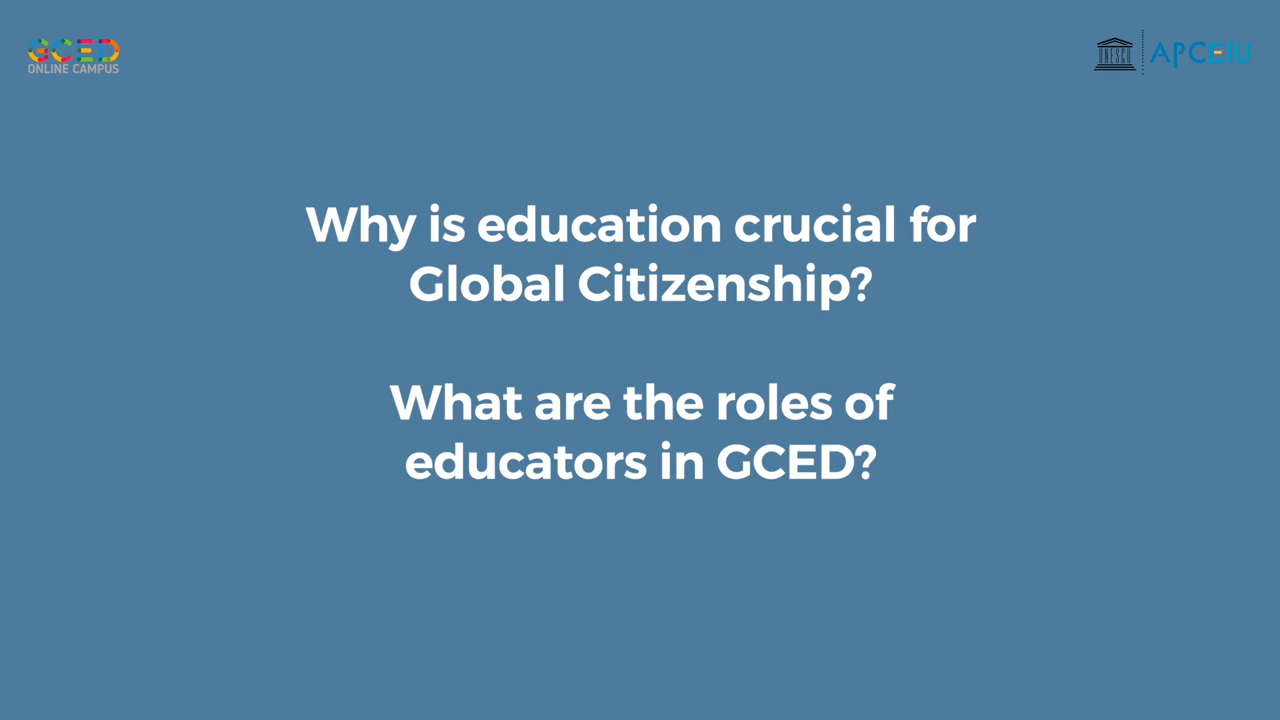 GCED
ONLINE CAMPUS
UNESCO
APCEIU
Why is education crucial for
Global Citizenship?
What are the roles of
educators in GCED?